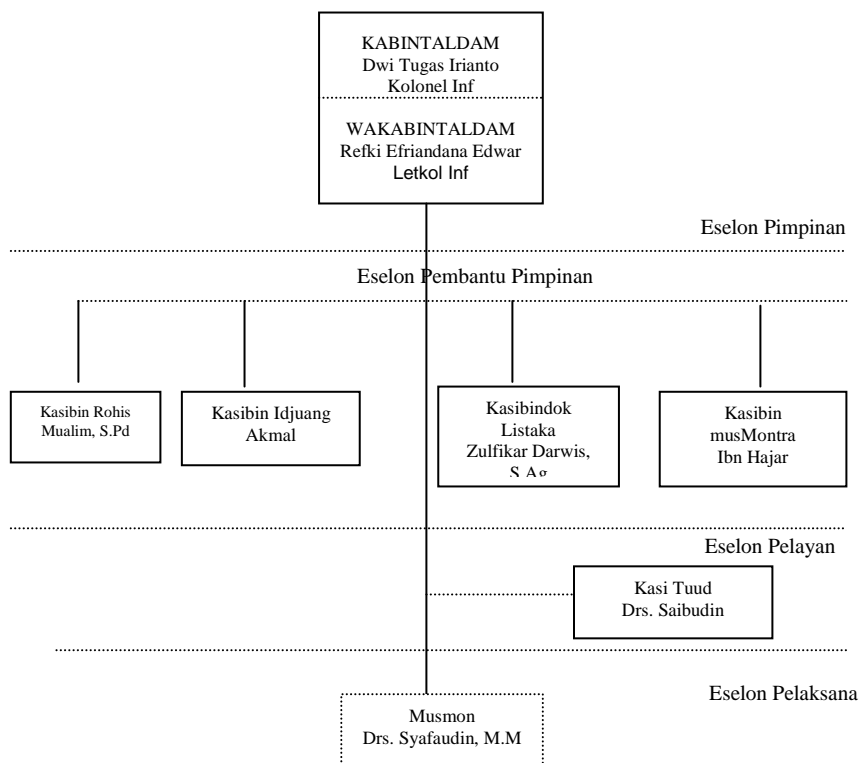 KABINTALDAM
Dwi Tugas Irianto
Kolonel Inf
WAKABINTALDAM
Refki Efriandana Edwar
Letkol Inf
Eselon Pimpinan
Eselon Pembantu Pimpinan
Kasibin Rohis
Mualim, S.Pd
Kasibin Idjuang
Akmal
Kasibindok
Listaka
Zulfikar Darwis,
S.Ag
Kasibin
musMontra
Ibn Hajar
Eselon Pelayan
Kasi Tuud
Drs. Saibudin
Eselon Pelaksana
Musmon
Drs. Syafaudin, M.M